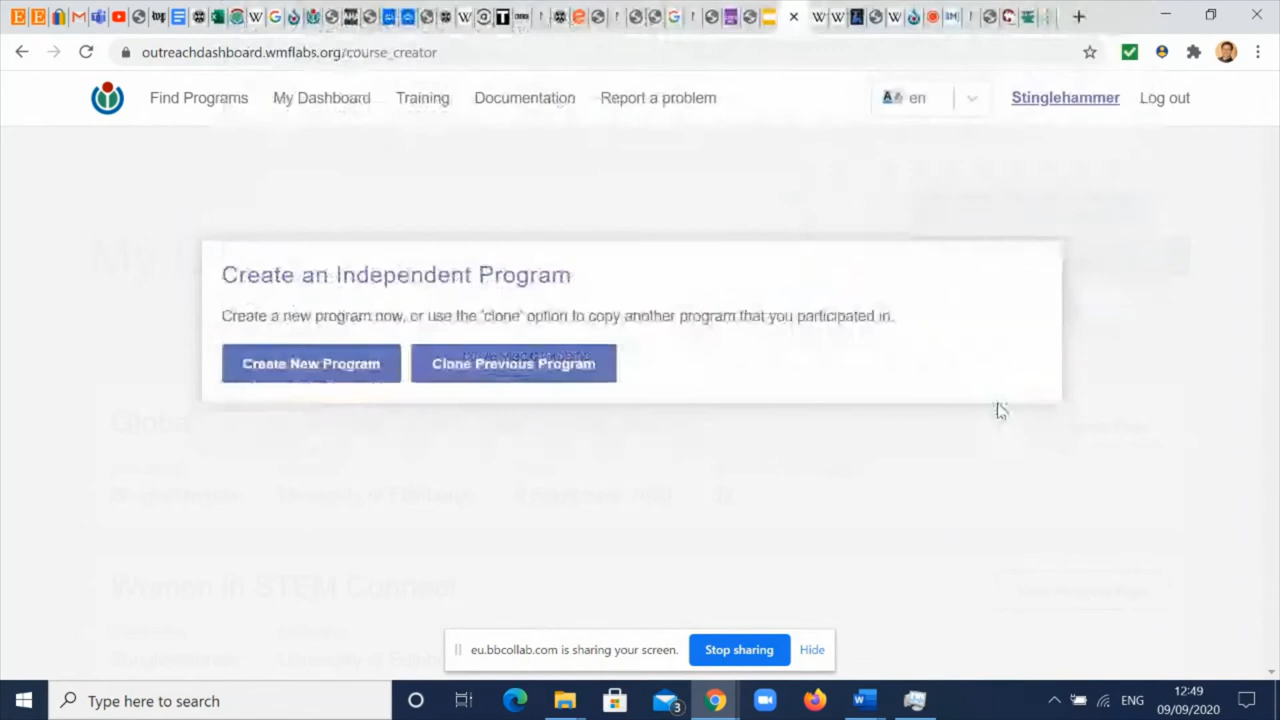 outreachdashboard.wmflabs.org/course_creator
Find Programs My Dashboard Training Documentation Report a problem en Stinglehammer Log out
Create an Independent Program
Create a new program now, or use the 'clone' option to copy another program that you participated in.
Create New Program Clone Previous Program
Global
Women in STEM Connect
eu.bbcollab.com is sharing your screen. Stop sharing Hide
Type here to search
3
ENG
12:49
09/09/2020